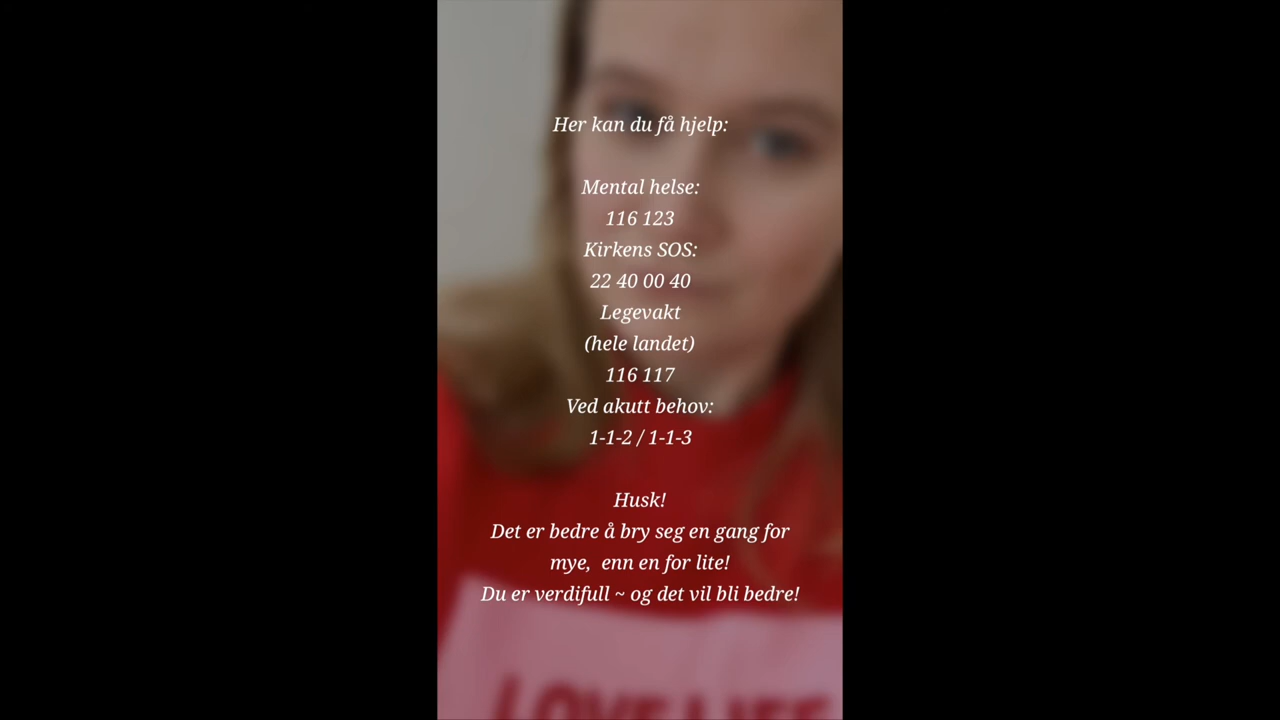 Her kan du få hjelp:
Mental helse:
116 123
Kirkens SOS:
22 40 00 40
Legevakt
(hele landet)
116 117
Ved akutt behov:
1-1-2 / 1-1-3
Husk!
Det er bedre å bry seg en gang for
mye,  enn en for lite!
Du er verdifull ~ og det vil bli bedre!
LOVE LIFE